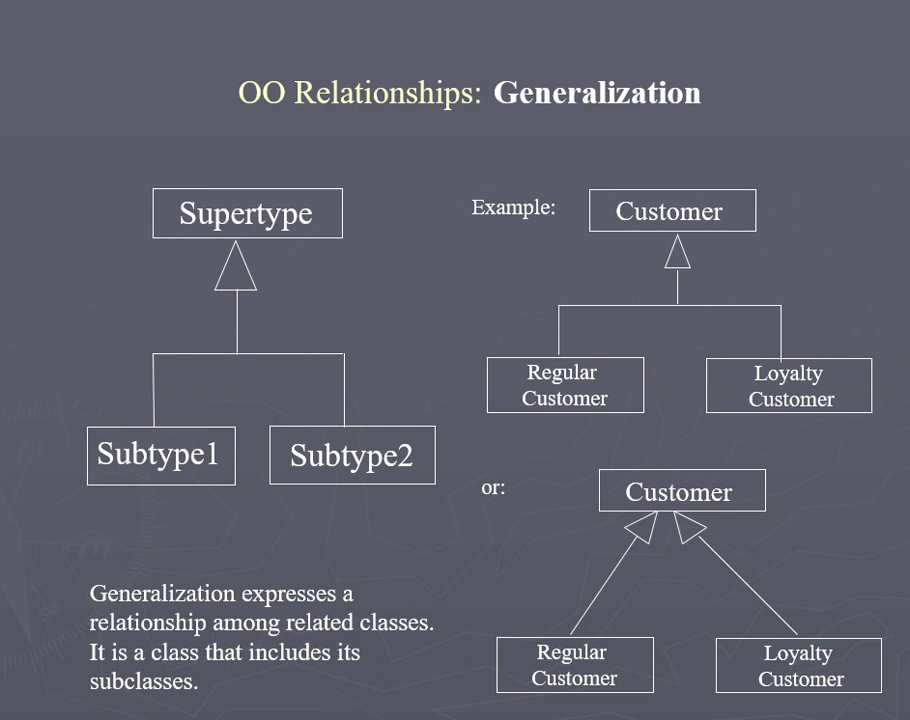 OO Relationships: Generalization
Supertype
Subtype1
Subtype2
Example:
Customer
Regular
Customer
Loyalty
Customer
or:
Customer
Regular
Customer
Loyalty
Customer
Generalization expresses a
relationship among related classes.
It is a class that includes its
subclasses.